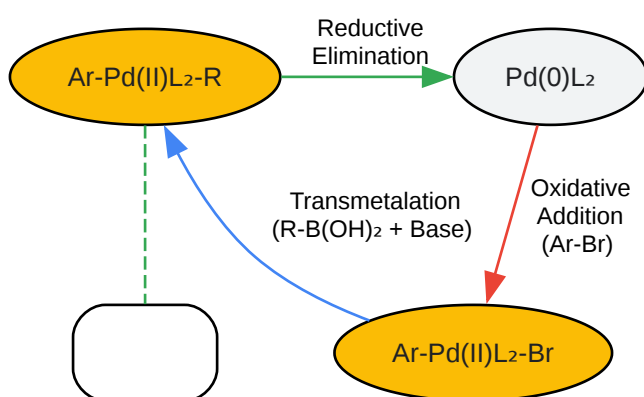 Reductive
Elimination
Ar-Pd(II)L₂-R
Pd(0)L₂
Transmetalation
(R-B(OH)₂ + Base)
Oxidative
Addition
(Ar-Br)
Ar-Pd(II)L₂-Br